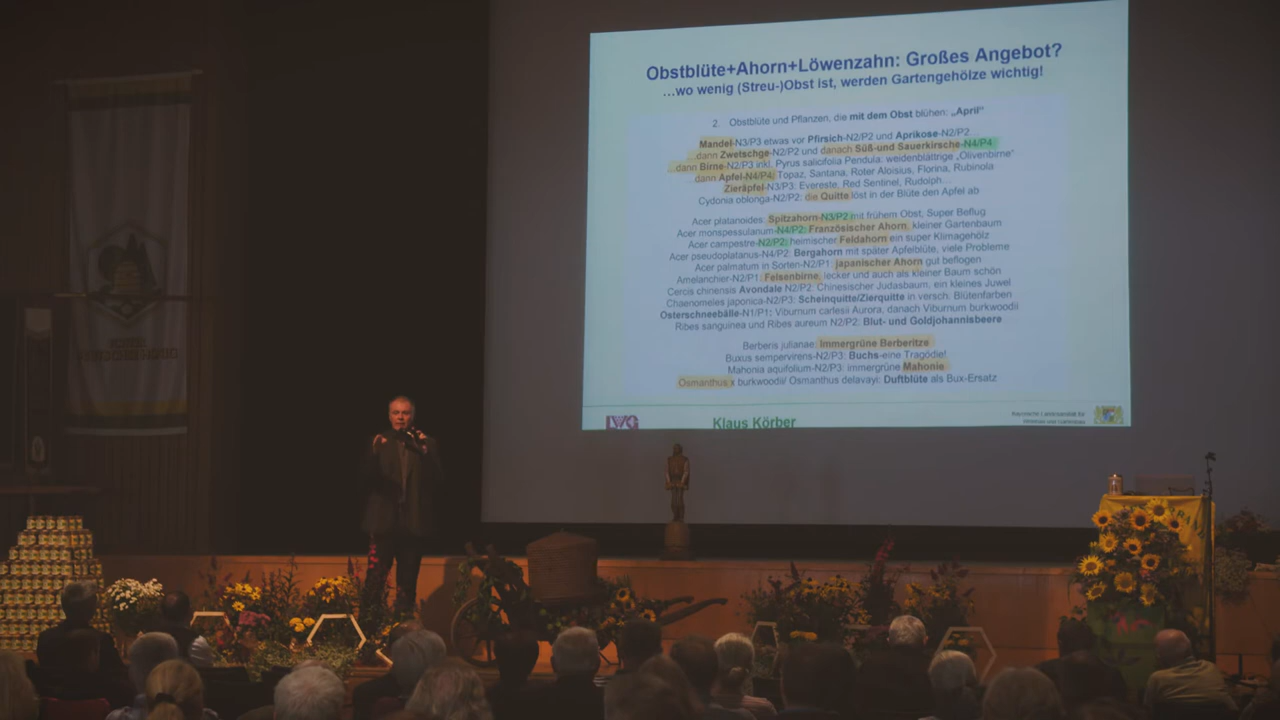 Obstblüte+Ahorn+Löwenzahn: Großes Angebot?
...wo wenig (Streu-)Obst ist, werden Gartengehölze wichtig!
2. Obstblüte und Pflanzen, die mit dem Obst blühen: „April“
Mandel-N3/P3 etwas vor Pfirsich-N2/P2 und Aprikose-N2/P2...
...dann Zwetschge-N2/P2 und danach Süß-und Sauerkirsche-N4/P4
...dann Birne-N2/P3 inkl. Pyrus salicifolia Pendula: weidenblättrige „Olivenbirne“
...dann Apfel-N4/P4: Topaz, Santana, Roter Aloisius, Florina, Rubinola
Zieräpfel-N3/P3: Evereste, Red Sentinel, Rudolph...
Cydonia oblonga-N2/P2: die Quitte löst in der Blüte den Apfel ab
Acer platanoides: Spitzahorn-N3/P2 mit frühem Obst, Super Beflug
Acer monspessulanum-N4/P2: Französischer Ahorn, kleiner Gartenbaum
Acer campestre-N2/P2: heimischer Feldahorn ein super Klimagehölz
Acer pseudoplatanus-N4/P2: Bergahorn mit später Apfelblüte, viele Probleme
Acer palmatum in Sorten-N2/P1: japanischer Ahorn gut beflogen
Amelanchier-N2/P1: Felsenbirne, lecker und auch als kleiner Baum schön
Cercis chinensis Avondale N2/P2: Chinesischer Judasbaum, ein kleines Juwel
Chaenomeles japonica-N2/P3: Scheinquitte/Zierquitte in versch. Blütenfarben
Osterschneebälle-N1/P1: Viburnum carlesii Aurora, danach Viburnum burkwoodii
Ribes sanguinea und Ribes aureum N2/P2: Blut- und Goldjohannisbeere
Berberis julianae: Immergrüne Berberitze
Buxus sempervirens-N2/P3: Buchs-eine Tragödie!
Mahonia aquifolium-N2/P3: immergrüne Mahonie
Osmanthus x burkwoodii/ Osmanthus delavayi: Duftblüte als Bux-Ersatz
LWG
Klaus Körber
Bayerische Landesanstalt für
Weinbau und Gartenbau